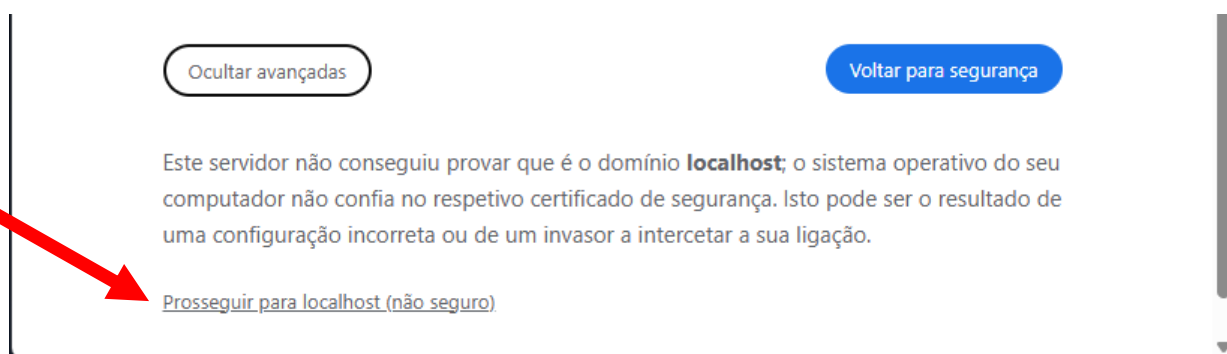 Ocultar avançadas
Voltar para segurança
Este servidor não conseguiu provar que é o domínio localhost; o sistema operativo do seu
computador não confia no respetivo certificado de segurança. Isto pode ser o resultado de
uma configuração incorreta ou de um invasor a intercetar a sua ligação.
Prosseguir para localhost (não seguro)